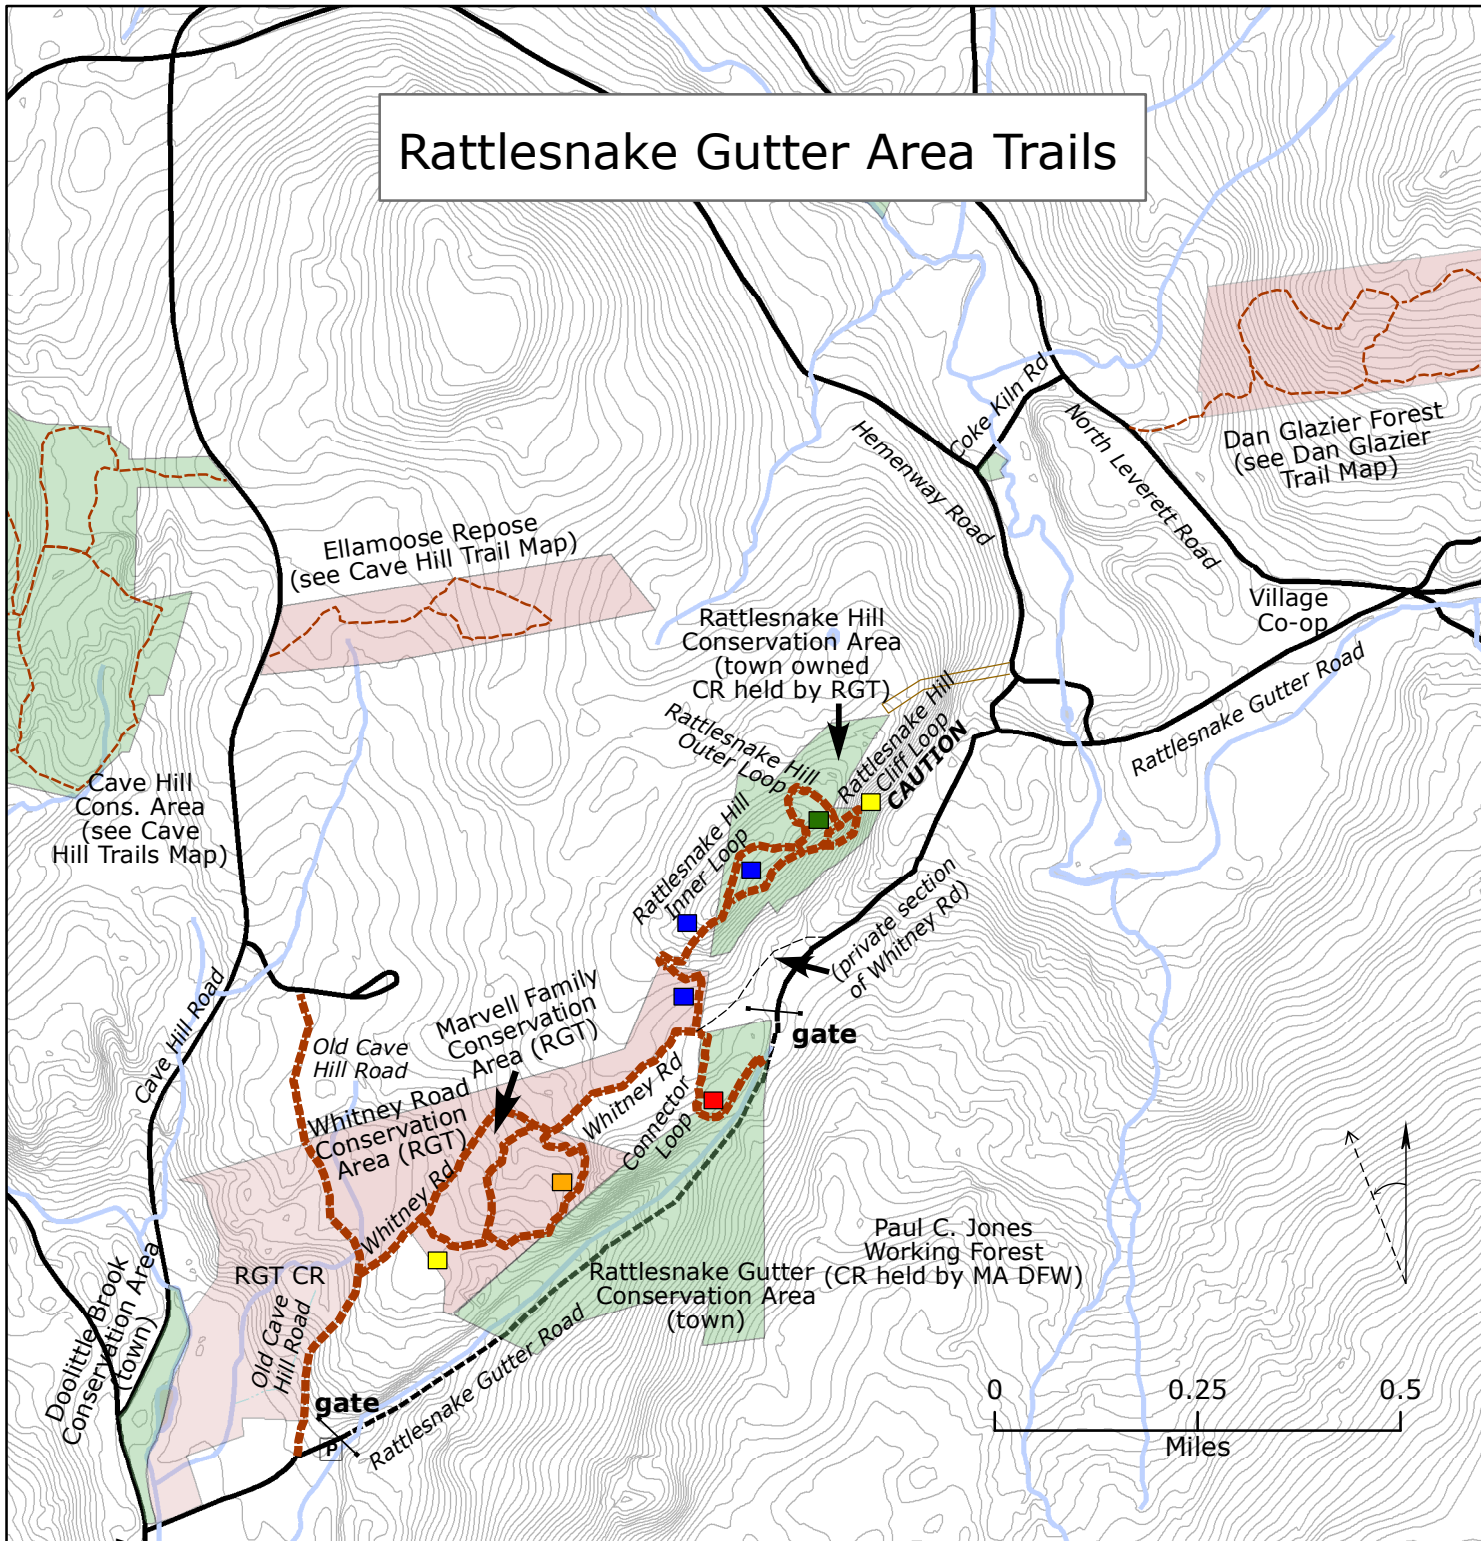 Rattlesnake Gutter Area Trails
Coke Kiln Rd
Hemenway Road
North Leverett Road
Dan Glazier Forest
(see Dan Glazier
Trail Map)
Ellamoose Repose
(see Cave Hill Trail Map)
Village
Co-op
Rattlesnake Gutter Road
Rattlesnake Hill
Conservation Area
(town owned
CR held by RGT)
Rattlesnake Hill
Outer Loop
Rattlesnake Hill
Cliff Loop
CAUTION
Cave Hill
Cons. Area
(see Cave
Hill Trails Map)
Rattlesnake Hill
Inner Loop
(private section
of Whitney Rd)
gate
Cave Hill Road
Marvell Family
Conservation
Area (RGT)
Old Cave
Hill Road
Whitney Road
Conservation
Area (RGT)
Whitney Rd
Connector
Loop
Whitney Rd
Paul C. Jones
Working Forest
(CR held by MA DFW)
Rattlesnake Gutter
Conservation Area
(town)
RGT CR
Old Cave
Hill Road
Doolittle Brook
Conservation Area
(town)
gate
P
Rattlesnake Gutter Road
0 0.25 0.5
Miles